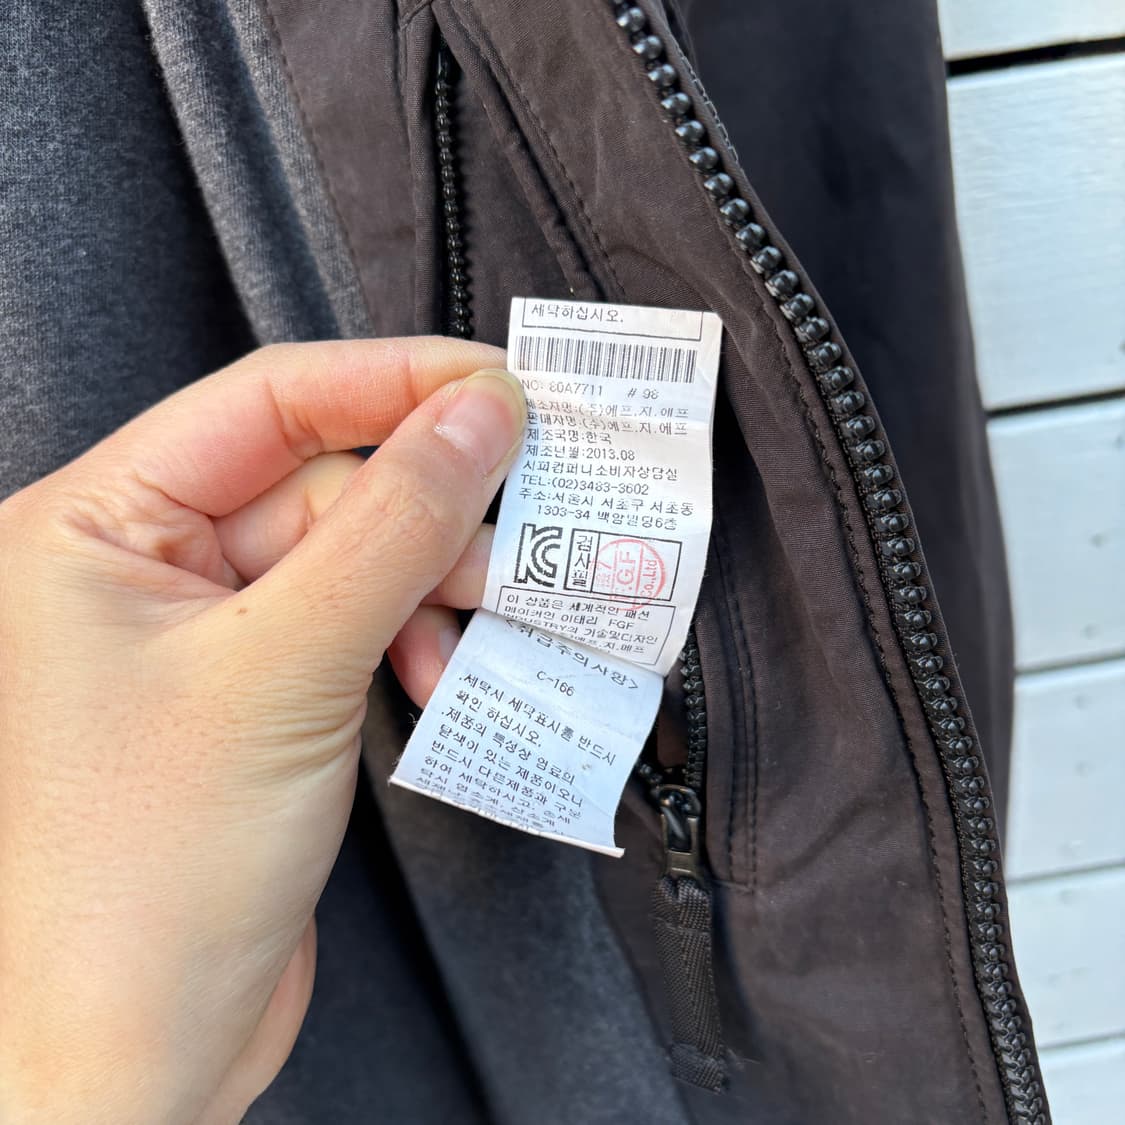 세탁하십시오.
NO: 80A7711 # 98
제조자명:(주)에프.지.에프
판매자명:(주)에프.지.에프
제조국명:한국
제조년월:2013.08
시피컴퍼니소비자상담실
TEL:(02)3483-3602
주소:서울시 서초구 서초동
1303-34 백암빌딩6층
KC
검사필
G.F
Co.,Ltd
이 상품은 세계적인 패션
메이커인 이태리 FGF
INDUSTRY의 기술및디자인
에프.지.에프
<취급주의사항>
C-166
.세탁시 세탁표시를 반드시
확인 하십시오.
.제품의 특성상 염료의
탈색이 있는 제품이오니
반드시 다른제품과 구분
하여 세탁하시고.